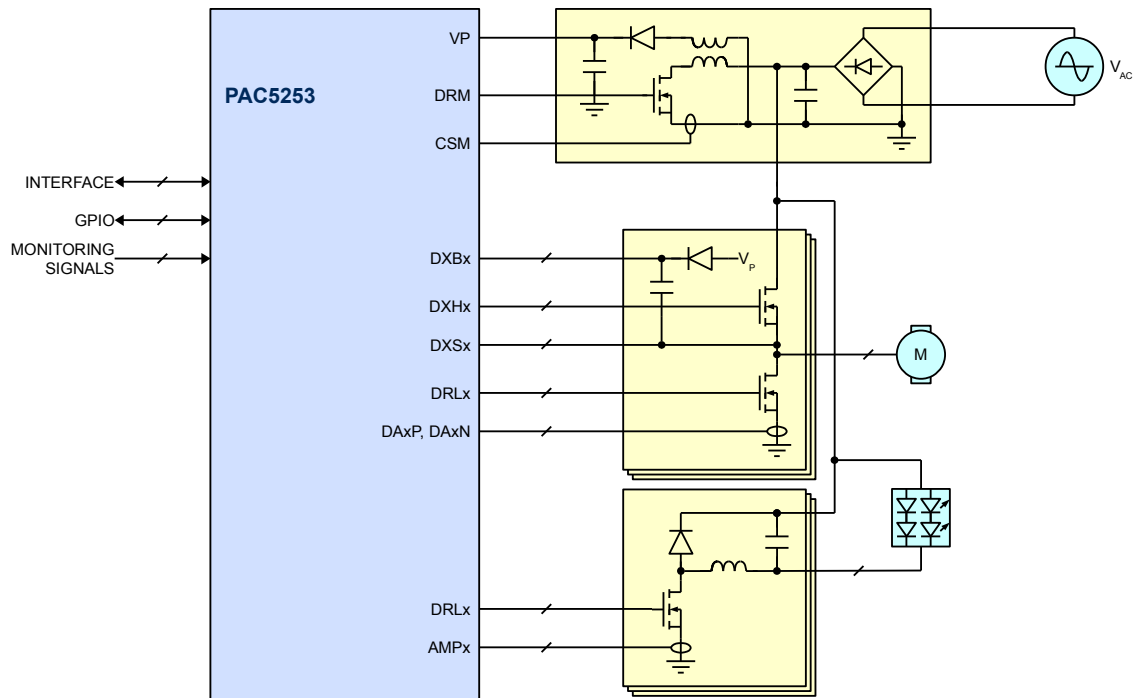 VP
V_AC
DRM
PAC5253
CSM
INTERFACE
GPIO
MONITORING
SIGNALS
DXBx
V_P
DXHx
DXSx
M
DRLx
DAxP, DAxN
DRLx
AMPx